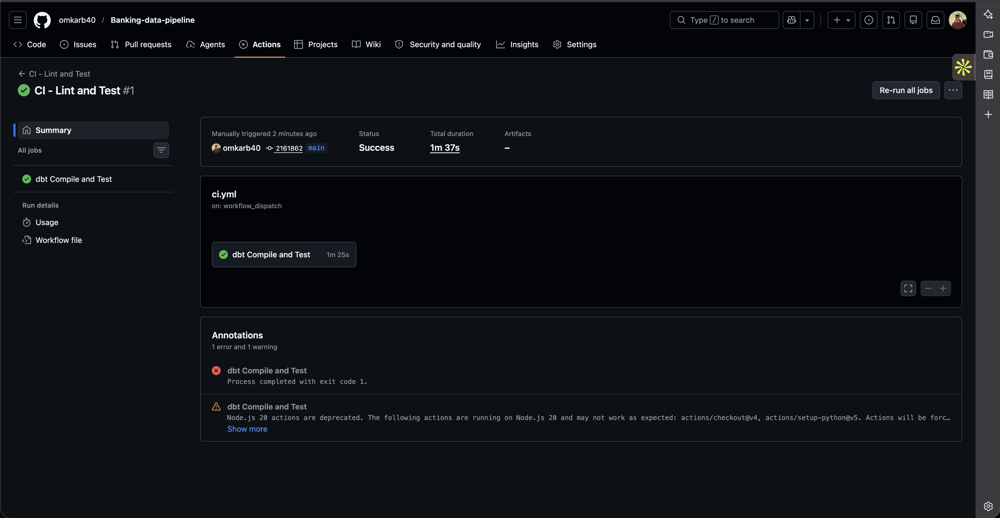 omkarb40 / Banking-data-pipeline
Type / to search
Code
Issues
Pull requests
Agents
Actions
Projects
Wiki
Security and quality
Insights
Settings
CI - Lint and Test
CI - Lint and Test #1
Re-run all jobs
Summary
All jobs
dbt Compile and Test
Run details
Usage
Workflow file
Manually triggered 2 minutes ago
omkarb40 2161862 main
Status
Success
Total duration
1m 37s
Artifacts
–
ci.yml
on: workflow_dispatch
dbt Compile and Test 1m 25s
Annotations
1 error and 1 warning
dbt Compile and Test
Process completed with exit code 1.
dbt Compile and Test
Node.js 20 actions are deprecated. The following actions are running on Node.js 20 and may not work as expected: actions/checkout@v4, actions/setup-python@v5. Actions will be forc…
Show more